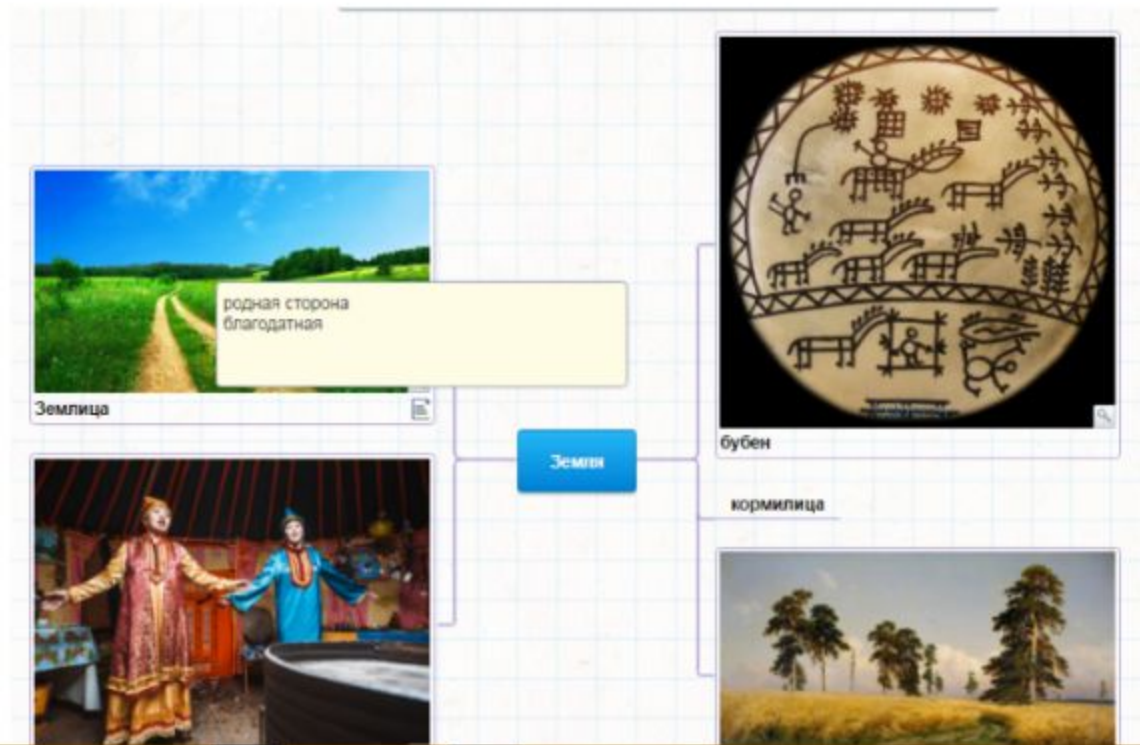 родная сторона
благодатная
Землица
Земля
бубен
кормилица